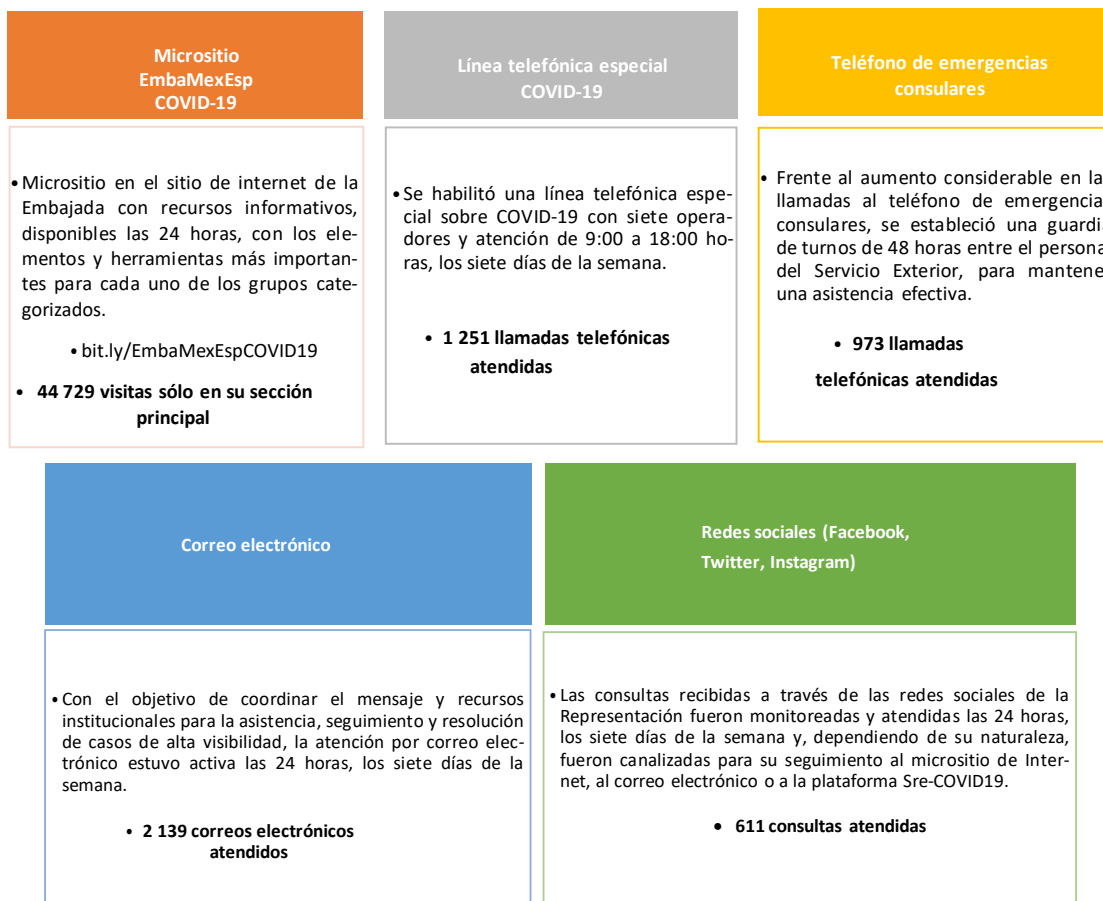 Micrositio
EmbaMexEsp
COVID-19
• Micrositio en el sitio de internet de la
Embajada con recursos informativos,
disponibles las 24 horas, con los ele-
mentos y herramientas más importan-
tes para cada uno de los grupos cate-
gorizados.
• bit.ly/EmbaMexEspCOVID19
• 44 729 visitas sólo en su sección
principal
Línea telefónica especial
COVID-19
• Se habilitó una línea telefónica espe-
cial sobre COVID-19 con siete opera-
dores y atención de 9:00 a 18:00 ho-
ras, los siete días de la semana.
• 1 251 llamadas telefónicas
atendidas
Teléfono de emergencias
consulares
• Frente al aumento considerable en la
llamadas al teléfono de emergencia
consulares, se estableció una guardi
de turnos de 48 horas entre el persona
del Servicio Exterior, para mantene
una asistencia efectiva.
• 973 llamadas
telefónicas atendidas
Correo electrónico
• Con el objetivo de coordinar el mensaje y recursos
institucionales para la asistencia, seguimiento y resolución
de casos de alta visibilidad, la atención por correo elec-
trónico estuvo activa las 24 horas, los siete días de la
semana.
• 2 139 correos electrónicos
atendidos
Redes sociales (Facebook,
Twitter, Instagram)
• Las consultas recibidas a través de las redes sociales de la
Representación fueron monitoreadas y atendidas las 24 horas,
los siete días de la semana y, dependiendo de su naturaleza,
fueron canalizadas para su seguimiento al micrositio de Inter-
net, al correo electrónico o a la plataforma Sre-COVID19.
• 611 consultas atendidas